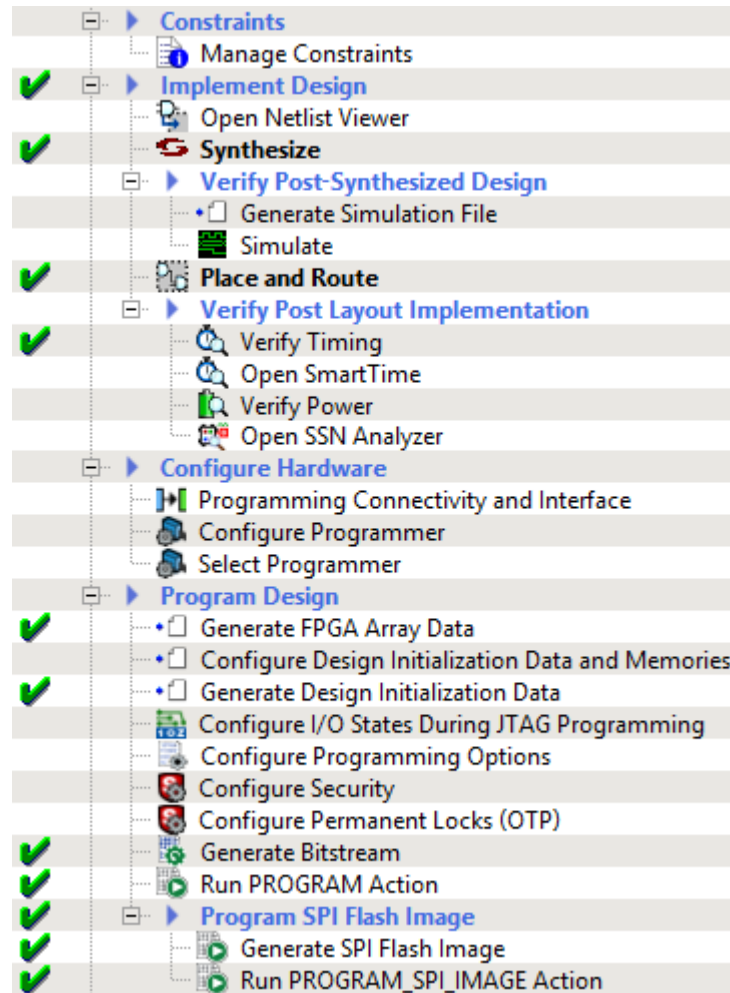 Constraints
Manage Constraints
Implement Design
Open Netlist Viewer
Synthesize
Verify Post-Synthesized Design
Generate Simulation File
Simulate
Place and Route
Verify Post Layout Implementation
Verify Timing
Open SmartTime
Verify Power
Open SSN Analyzer
Configure Hardware
Programming Connectivity and Interface
Configure Programmer
Select Programmer
Program Design
Generate FPGA Array Data
Configure Design Initialization Data and Memories
Generate Design Initialization Data
Configure I/O States During JTAG Programming
Configure Programming Options
Configure Security
Configure Permanent Locks (OTP)
Generate Bitstream
Run PROGRAM Action
Program SPI Flash Image
Generate SPI Flash Image
Run PROGRAM_SPI_IMAGE Action